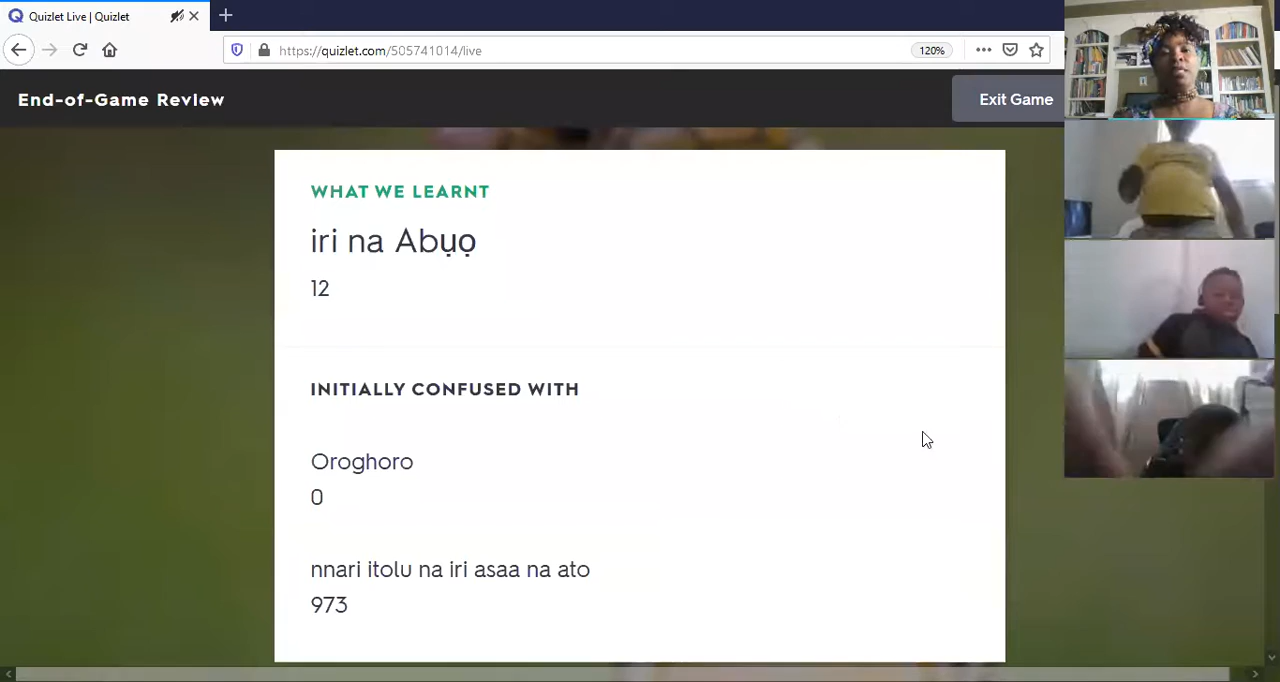 Quizlet Live | Quizlet
https://quizlet.com/505741014/live
120%
End-of-Game Review
Exit Game
WHAT WE LEARNT
iri na Abụọ
12
INITIALLY CONFUSED WITH
Oroghoro
0
nnari itolu na iri asaa na ato
973